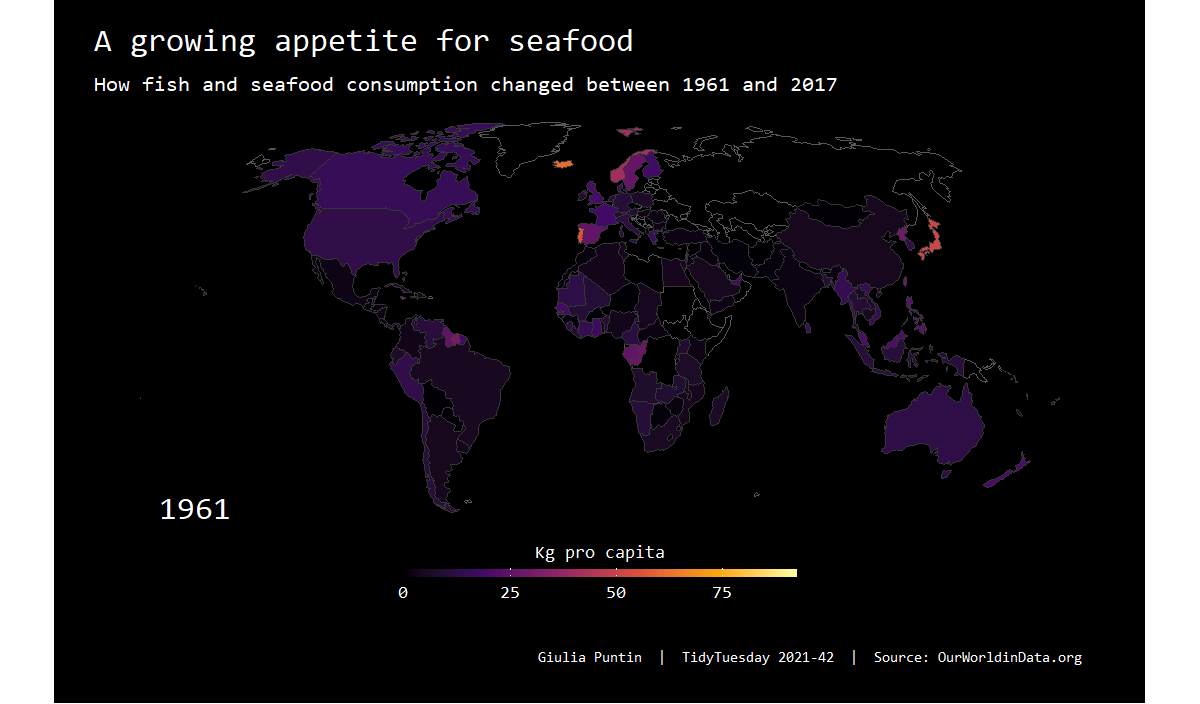 A growing appetite for seafood
How fish and seafood consumption changed between 1961 and 2017
1961
Kg pro capita
0 25 50 75
Giulia Puntin | TidyTuesday 2021-42 | Source: OurWorldinData.org